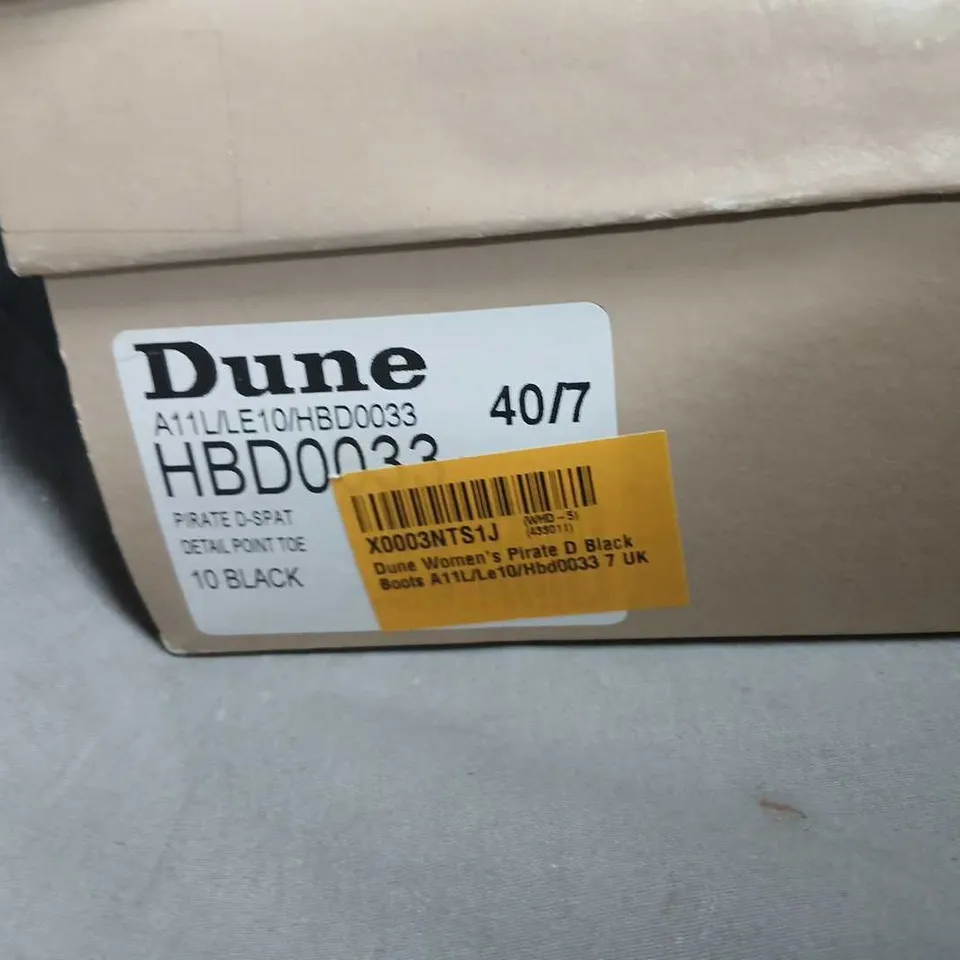 Dune
A11L/LE10/HBD0033
40/7
HBD0033
PIRATE D-SPAT
DETAIL POINT TOE
10 BLACK
X0003NTS1J
(WHD-5)
(433011)
Dune Women's Pirate D Black
Boots A11L/Le10/Hbd0033 7 UK